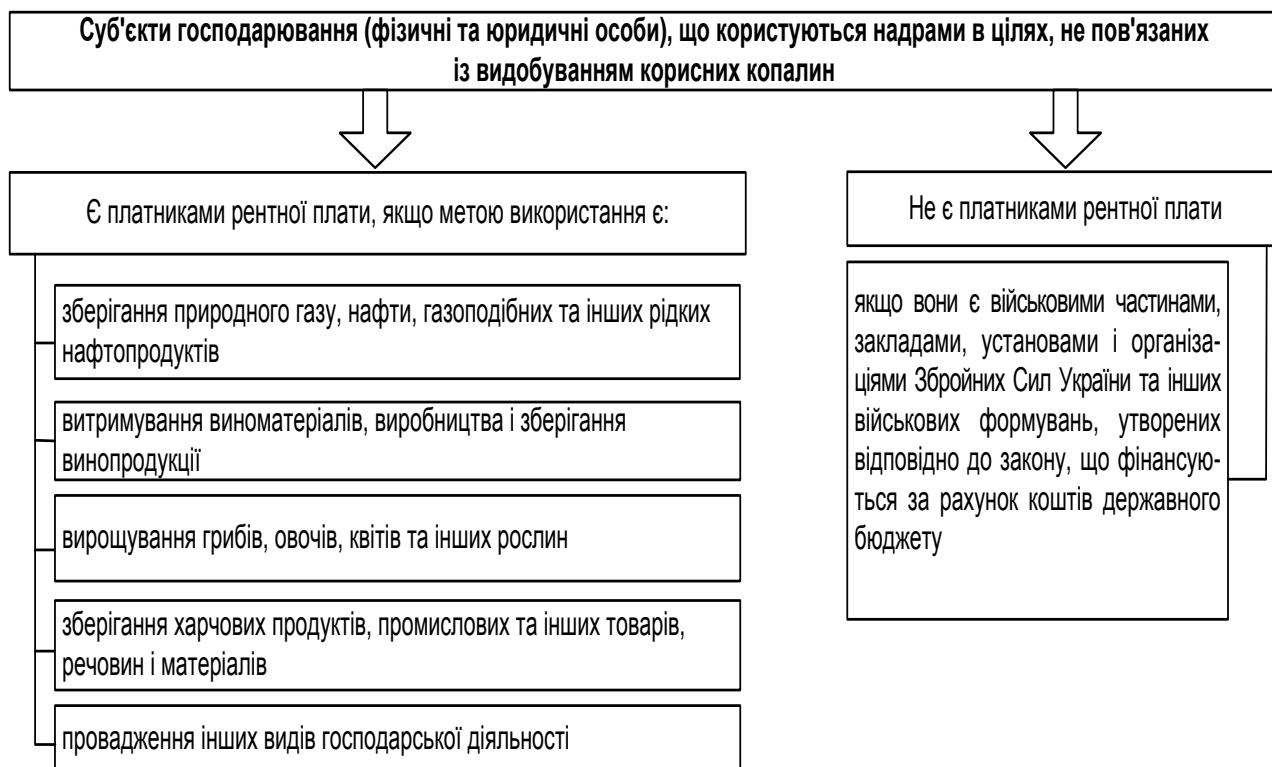 Суб'єкти господарювання (фізичні та юридичні особи), що користуються надрами в цілях, не пов'язаних
із видобуванням корисних копалин
Є платниками рентної плати, якщо метою використання є:
зберігання природного газу, нафти, газоподібних та інших рідких
нафтопродуктів
витримування виноматеріалів, виробництва і зберігання
винопродукції
вирощування грибів, овочів, квітів та інших рослин
зберігання харчових продуктів, промислових та інших товарів,
речовин і матеріалів
провадження інших видів господарської діяльності
Не є платниками рентної плати
якщо вони є військовими частинами,
закладами, установами і організа-
ціями Збройних Сил України та інших
військових формувань, утворених
відповідно до закону, що фінансую-
ться за рахунок коштів державного
бюджету